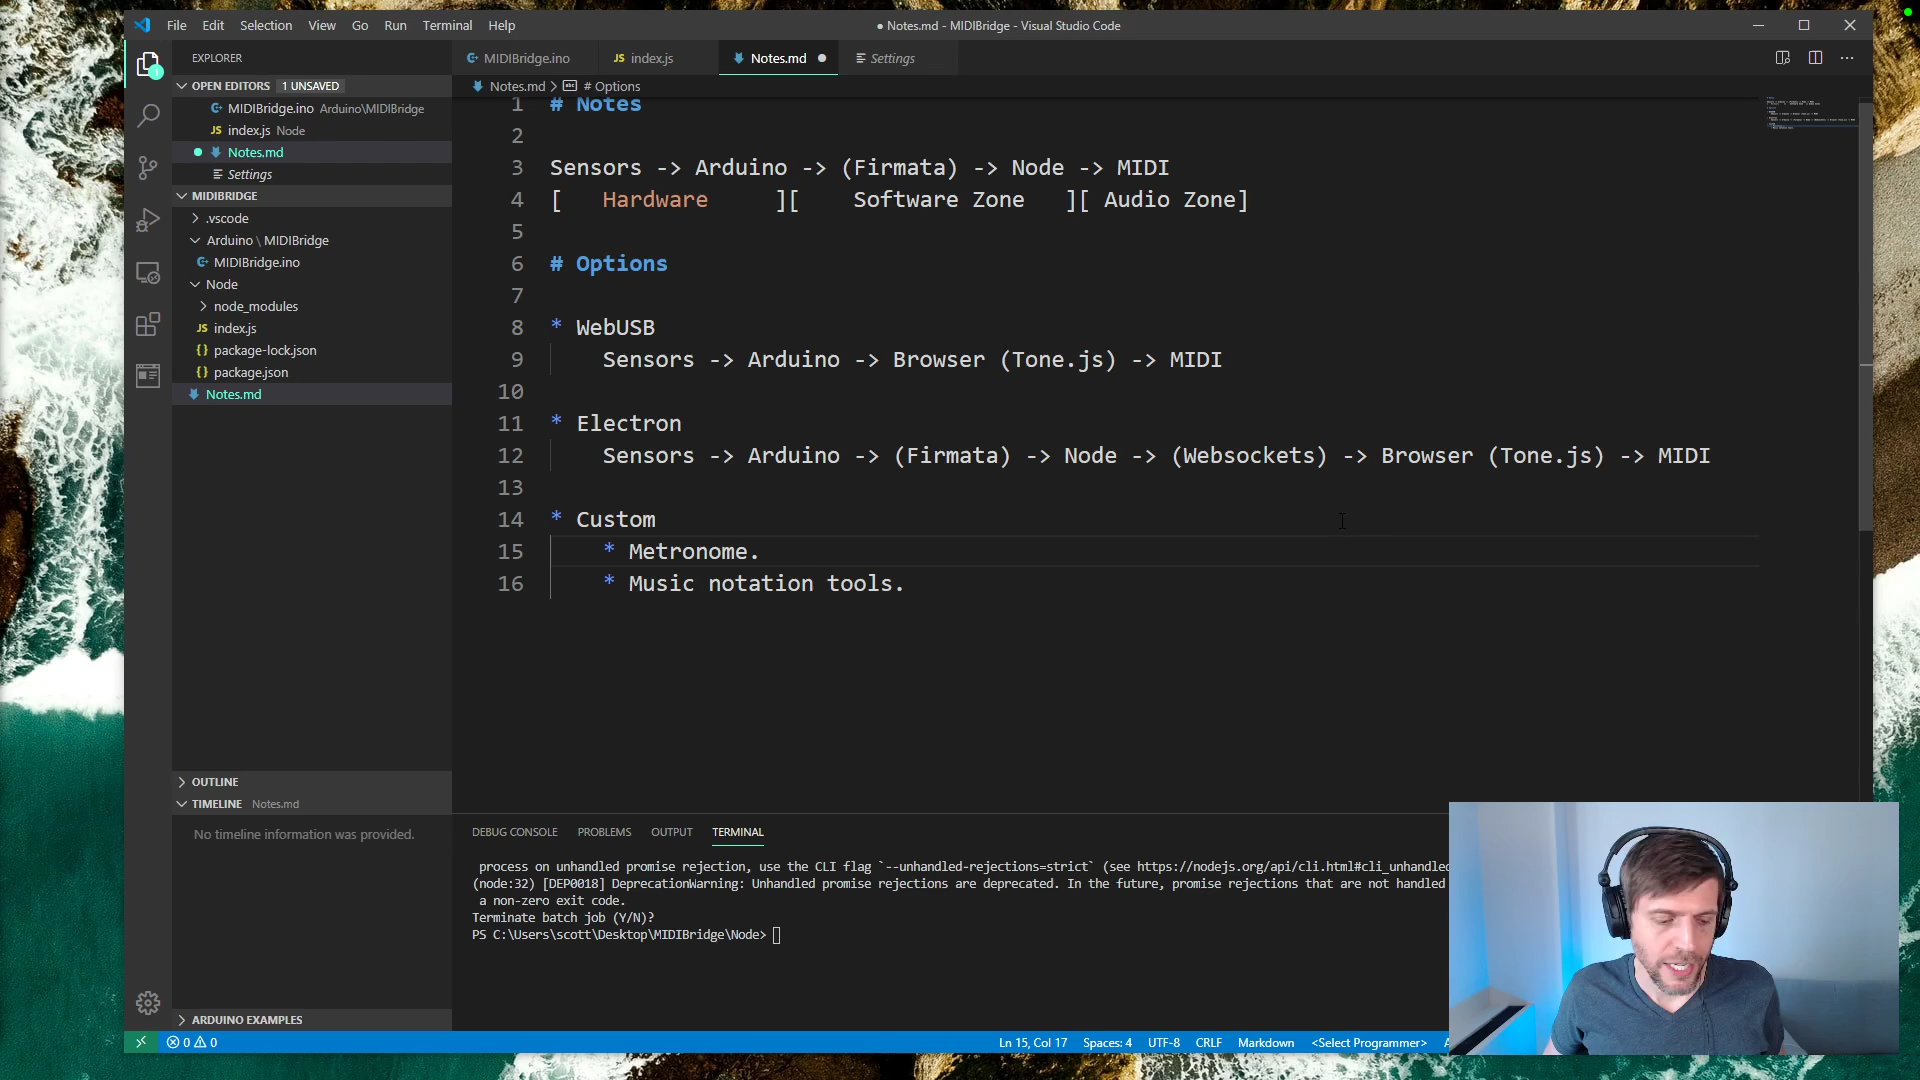 File Edit Selection View Go Run Terminal Help
● Notes.md - MIDIBridge - Visual Studio Code
EXPLORER
OPEN EDITORS 1 UNSAVED
MIDIBridge.ino Arduino\MIDIBridge
JS index.js Node
Notes.md
Settings
MIDIBRIDGE
.vscode
Arduino \ MIDIBridge
MIDIBridge.ino
Node
node_modules
JS index.js
{} package-lock.json
{} package.json
Notes.md
OUTLINE
TIMELINE Notes.md
No timeline information was provided.
ARDUINO EXAMPLES
MIDIBridge.ino
JS index.js
Notes.md
Settings
Notes.md > # Options
1 # Notes
2
3 Sensors -> Arduino -> (Firmata) -> Node -> MIDI
4 [ Hardware ][ Software Zone ][ Audio Zone]
5
6 # Options
7
8 * WebUSB
9 Sensors -> Arduino -> Browser (Tone.js) -> MIDI
10
11 * Electron
12 Sensors -> Arduino -> (Firmata) -> Node -> (Websockets) -> Browser (Tone.js) -> MIDI
13
14 * Custom
15 * Metronome.
16 * Music notation tools.
DEBUG CONSOLE PROBLEMS OUTPUT TERMINAL
process on unhandled promise rejection, use the CLI flag `--unhandled-rejections=strict` (see https://nodejs.org/api/cli.html#cli_unhandled
(node:32) [DEP0018] DeprecationWarning: Unhandled promise rejections are deprecated. In the future, promise rejections that are not handled
a non-zero exit code.
Terminate batch job (Y/N)?
PS C:\Users\scott\Desktop\MIDIBridge\Node>
0 0
Ln 15, Col 17 Spaces: 4 UTF-8 CRLF Markdown <Select Programmer>